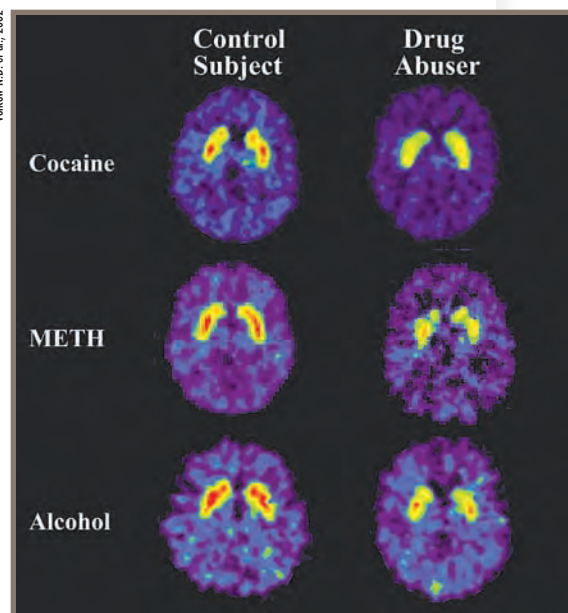 Control
Subject
Drug
Abuser
Cocaine
METH
Alcohol